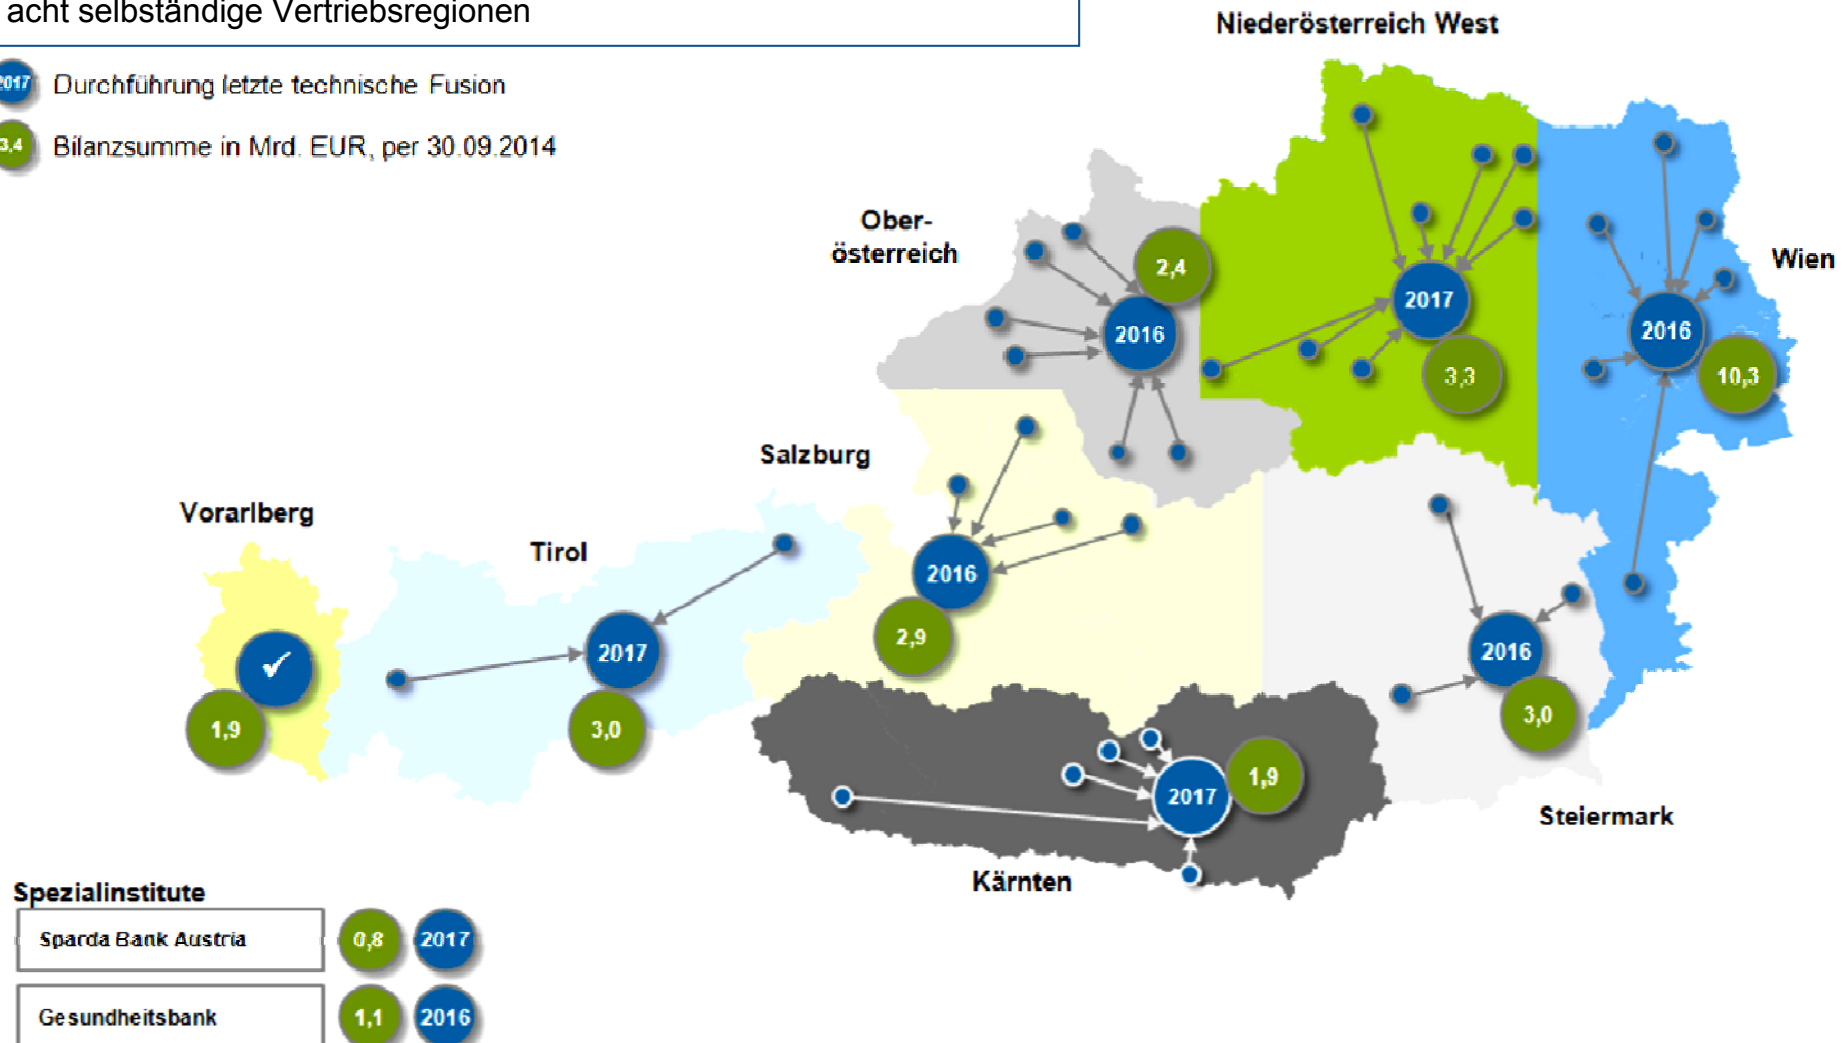 acht selbständige Vertriebsregionen
2017 Durchführung letzte technische Fusion
3,4 Bilanzsumme in Mrd. EUR, per 30.09.2014
Niederösterreich West
Ober-
österreich
Wien
2,4
2016
2017
3,3
2016
10,3
Salzburg
Vorarlberg
Tirol
2016
2,9
2017
3,0
1,9
2016
3,0
2017
1,9
Steiermark
Kärnten
Spezialinstitute
Sparda Bank Austria 0,8 2017
Gesundheitsbank 1,1 2016